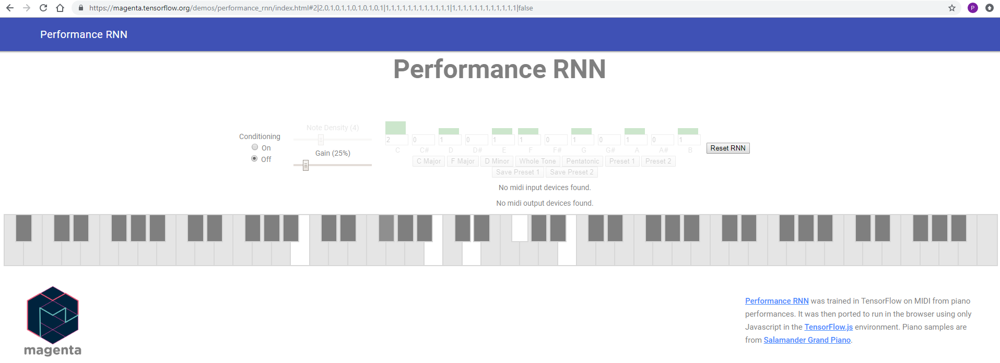 https://magenta.tensorflow.org/demos/performance_rnn/index.html#2|2,0,1,0,1,1,0,1,0,1,0,1|1,1,1,1,1,1,1,1,1,1,1,1|1,1,1,1,1,1,1,1,1,1,1,1|false
P
Performance RNN
Performance RNN
Conditioning
On
Off
Note Density (4)
Gain (25%)
2 0 1 0 1 1 0 1 0 1 0 1
C C# D D# E F F# G G# A A# B
C Major F Major D Minor Whole Tone Pentatonic Preset 1 Preset 2
Save Preset 1 Save Preset 2
Reset RNN
No midi input devices found.
No midi output devices found.
magenta
Performance RNN was trained in TensorFlow on MIDI from piano
performances. It was then ported to run in the browser using only
Javascript in the TensorFlow.js environment. Piano samples are
from Salamander Grand Piano.